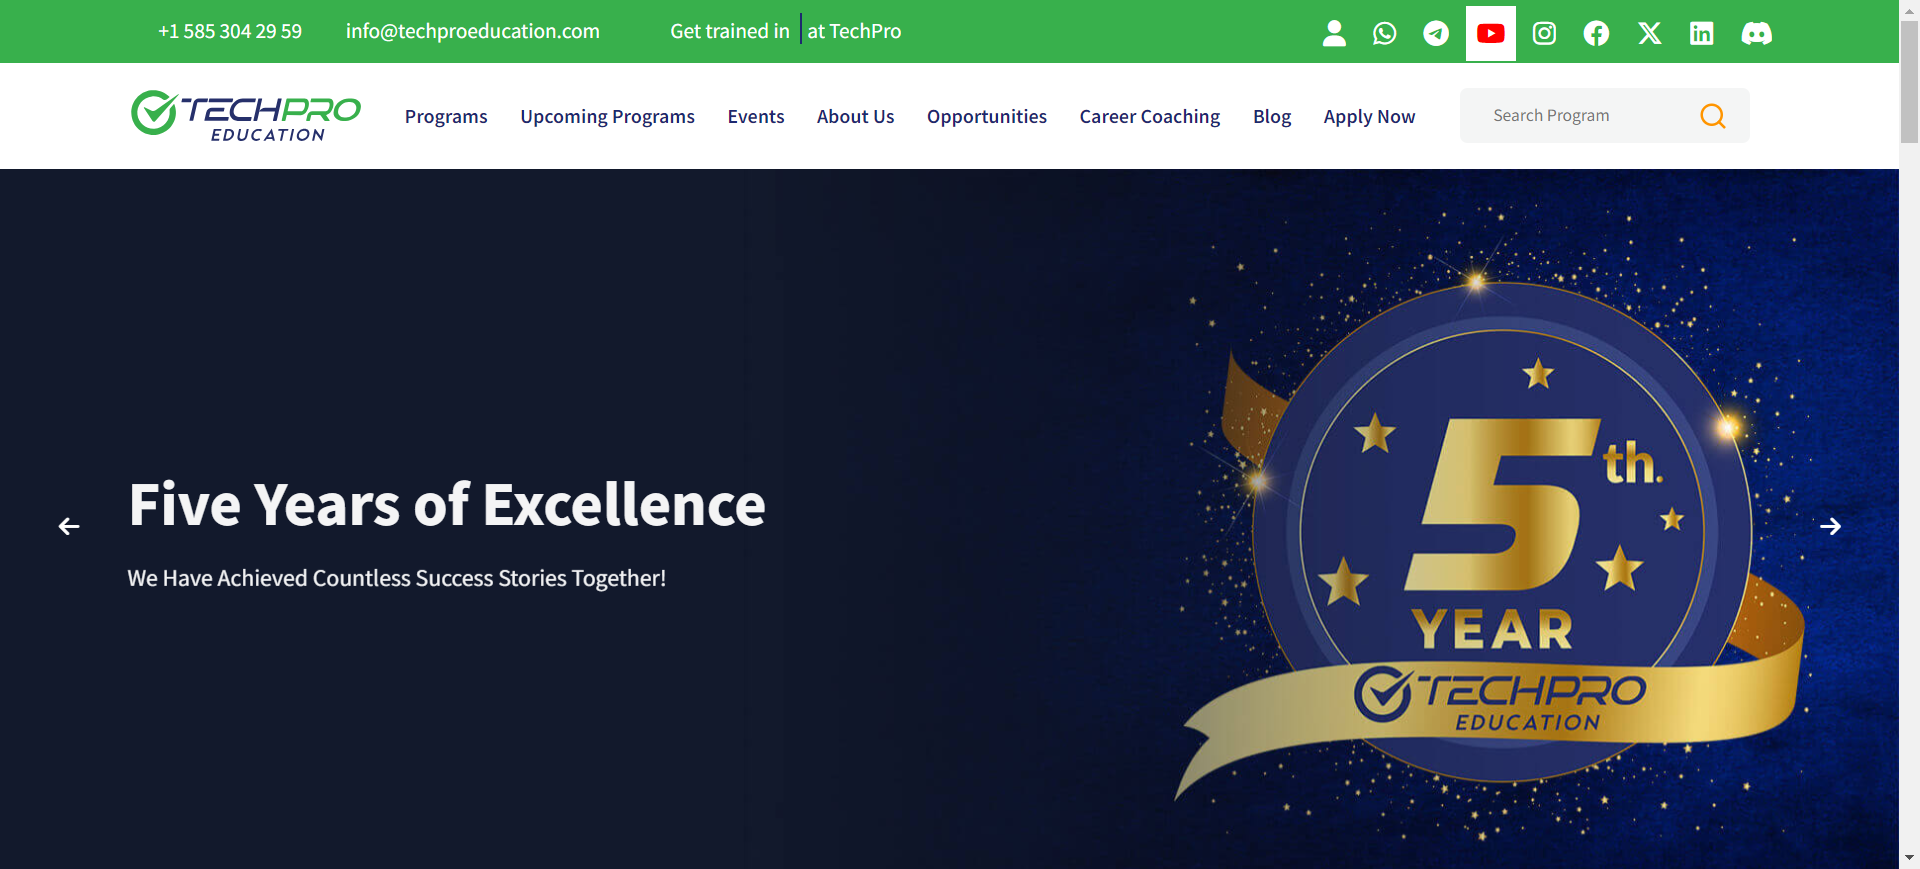 +1 585 304 29 59 info@techproeducation.com Get trained in at TechPro
TECHPRO
EDUCATION
Programs Upcoming Programs Events About Us Opportunities Career Coaching Blog Apply Now Search Program
Five Years of Excellence
We Have Achieved Countless Success Stories Together!
5th.
YEAR
TECHPRO
EDUCATION